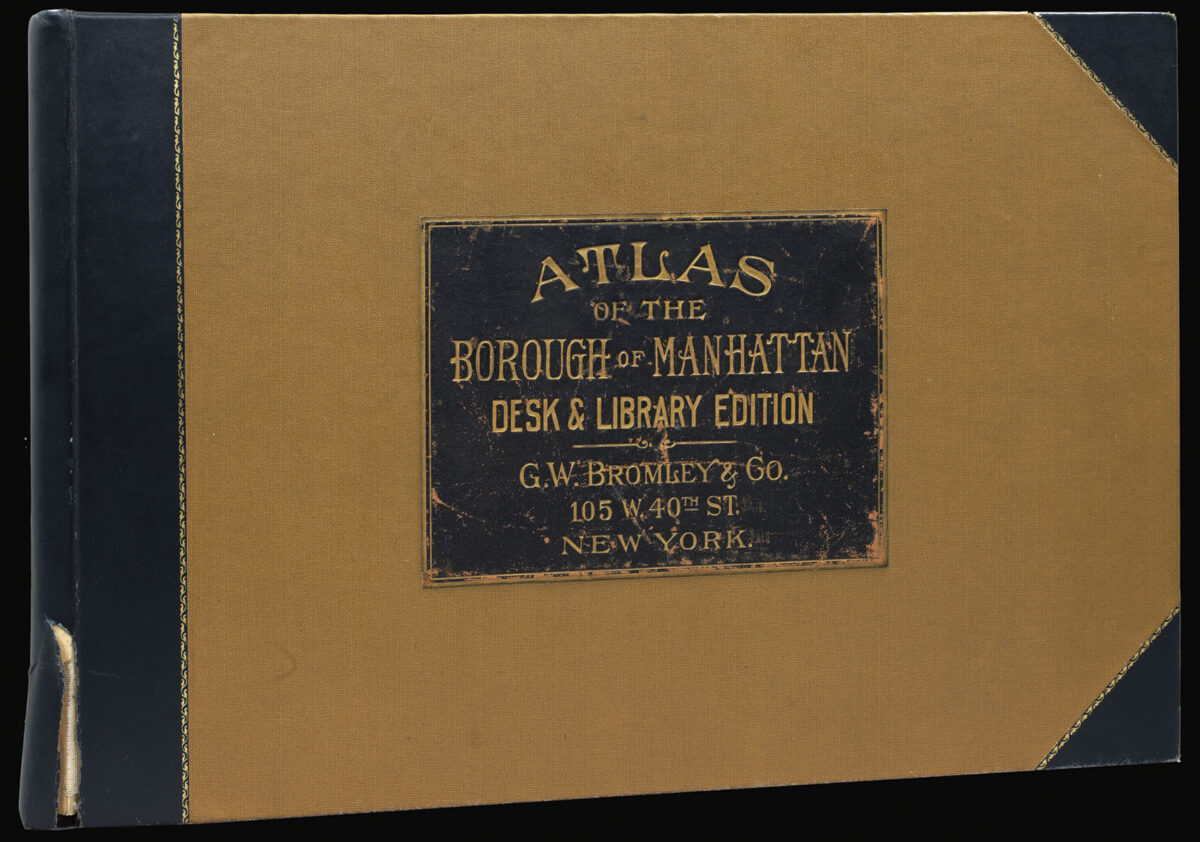 ATLAS
OF THE
BOROUGH OF MANHATTAN
DESK & LIBRARY EDITION
G.W. BROMLEY & CO.
105 W. 40TH ST.
NEW YORK.